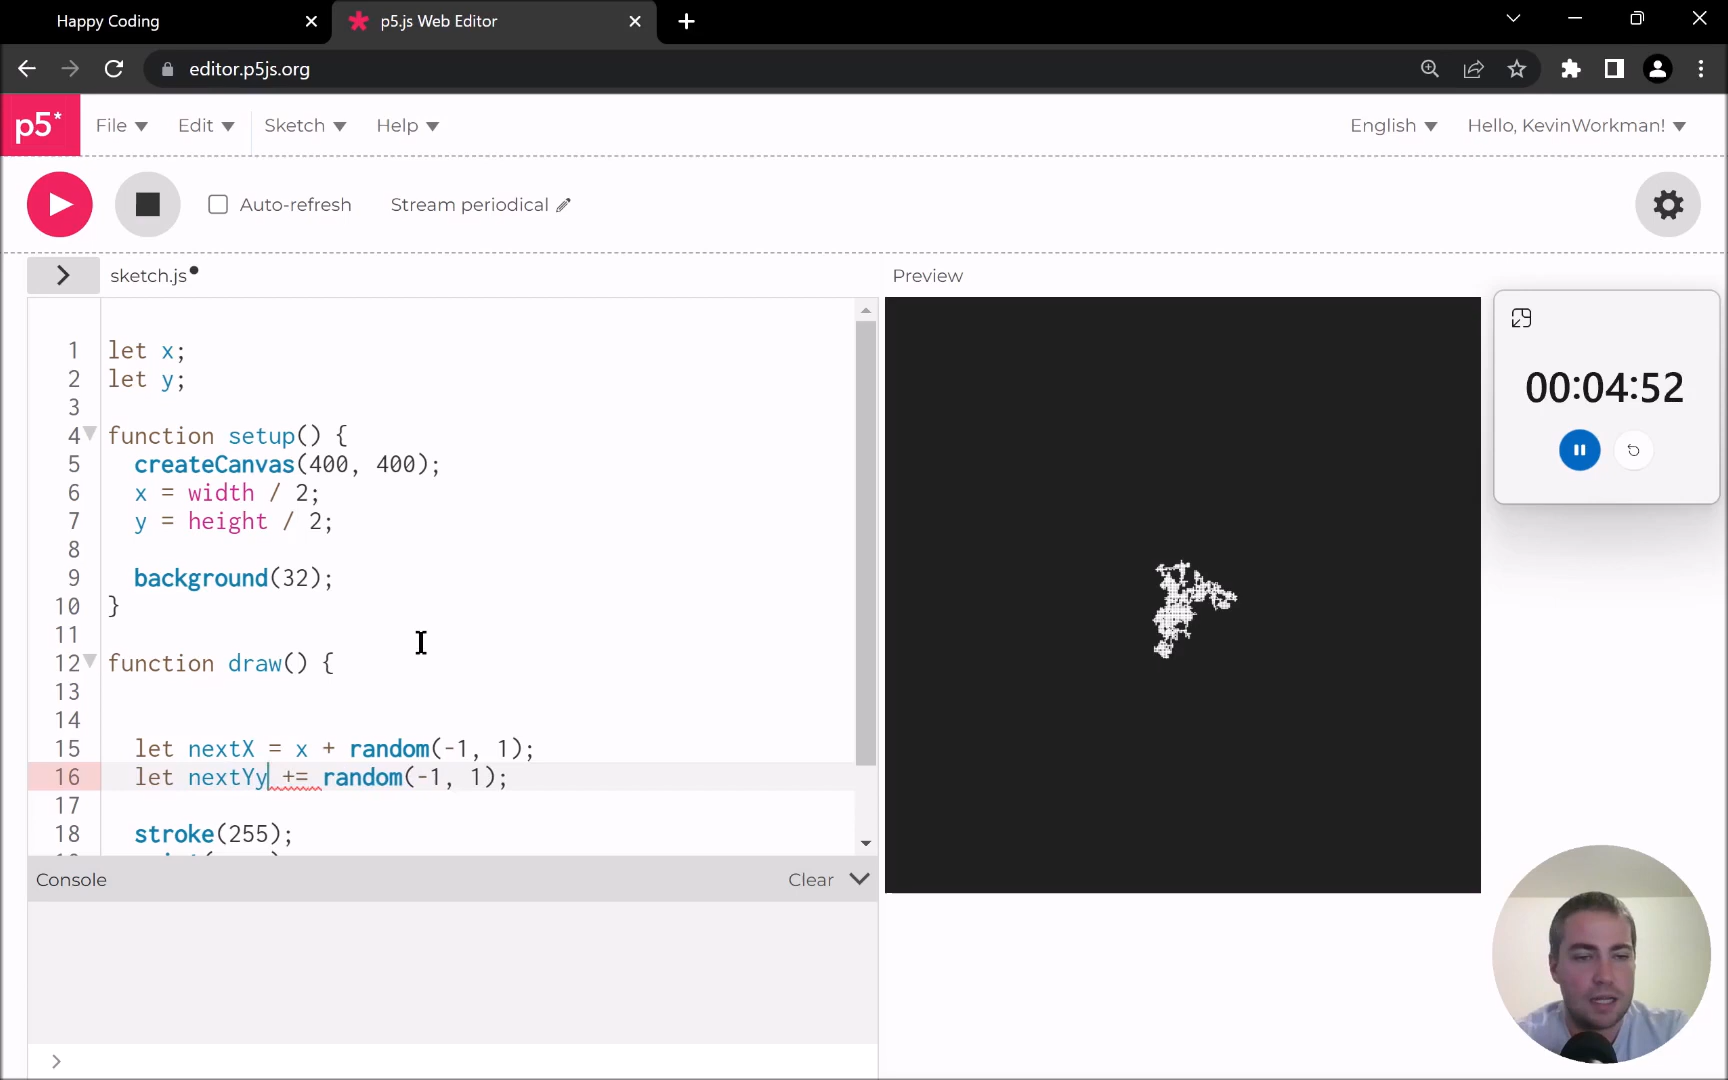 Happy Coding
p5.js Web Editor
editor.p5js.org
p5*
File
Edit
Sketch
Help
English
Hello, KevinWorkman!
Auto-refresh
Stream periodical
sketch.js
Preview
00:04:52
1 let x;
2 let y;
3
4 function setup() {
5 createCanvas(400, 400);
6 x = width / 2;
7 y = height / 2;
8
9 background(32);
10 }
11
12 function draw() {
13
14
15 let nextX = x + random(-1, 1);
16 let nextYy += random(-1, 1);
17
18 stroke(255);
Console
Clear
>